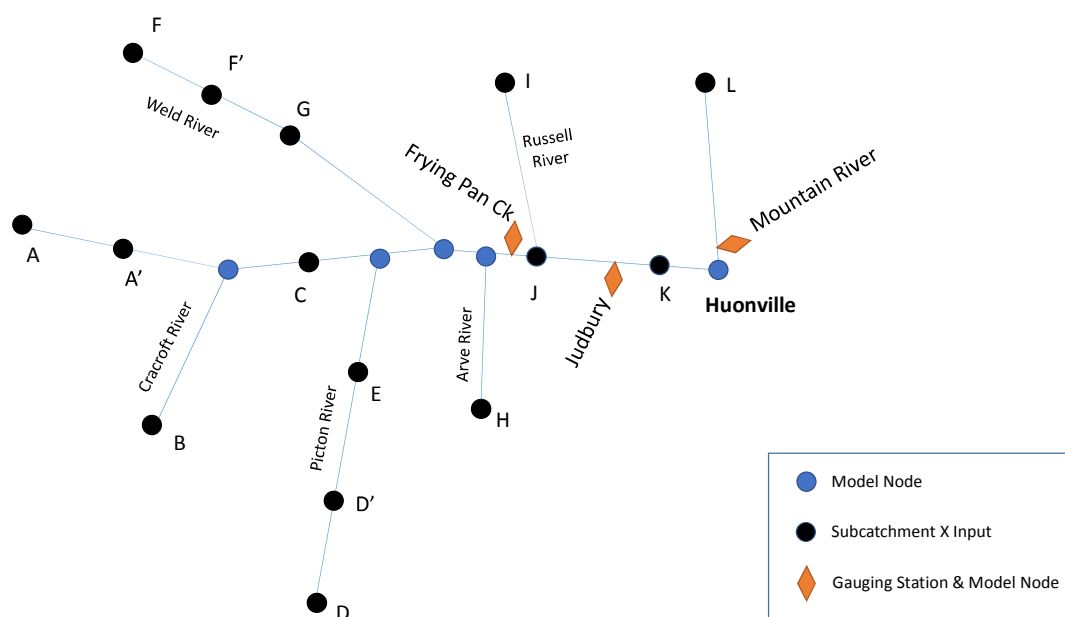 F
F’
G
Weld River
I
L
Russell
River
Frying Pan Ck
Mountain River
A
A’
C
J
K
Huonville
Judbury
Cracroft River
Arve River
E
H
B
Picton River
D’
D
Model Node
Subcatchment X Input
Gauging Station & Model Node